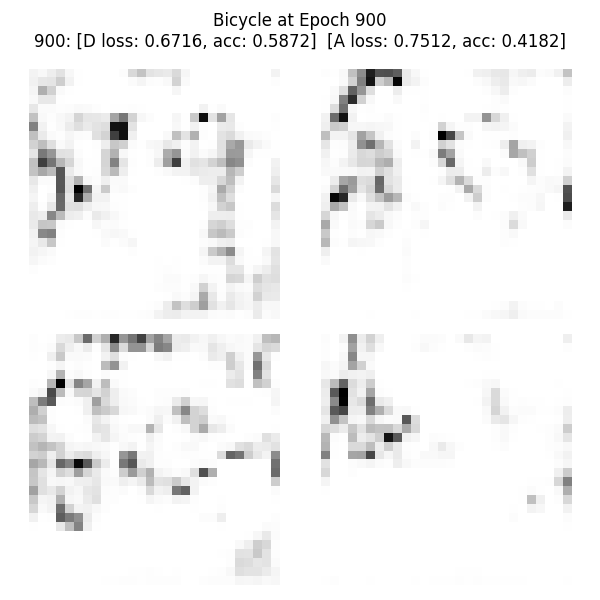 Bicycle at Epoch 900
900: [D loss: 0.6716, acc: 0.5872]  [A loss: 0.7512, acc: 0.4182]